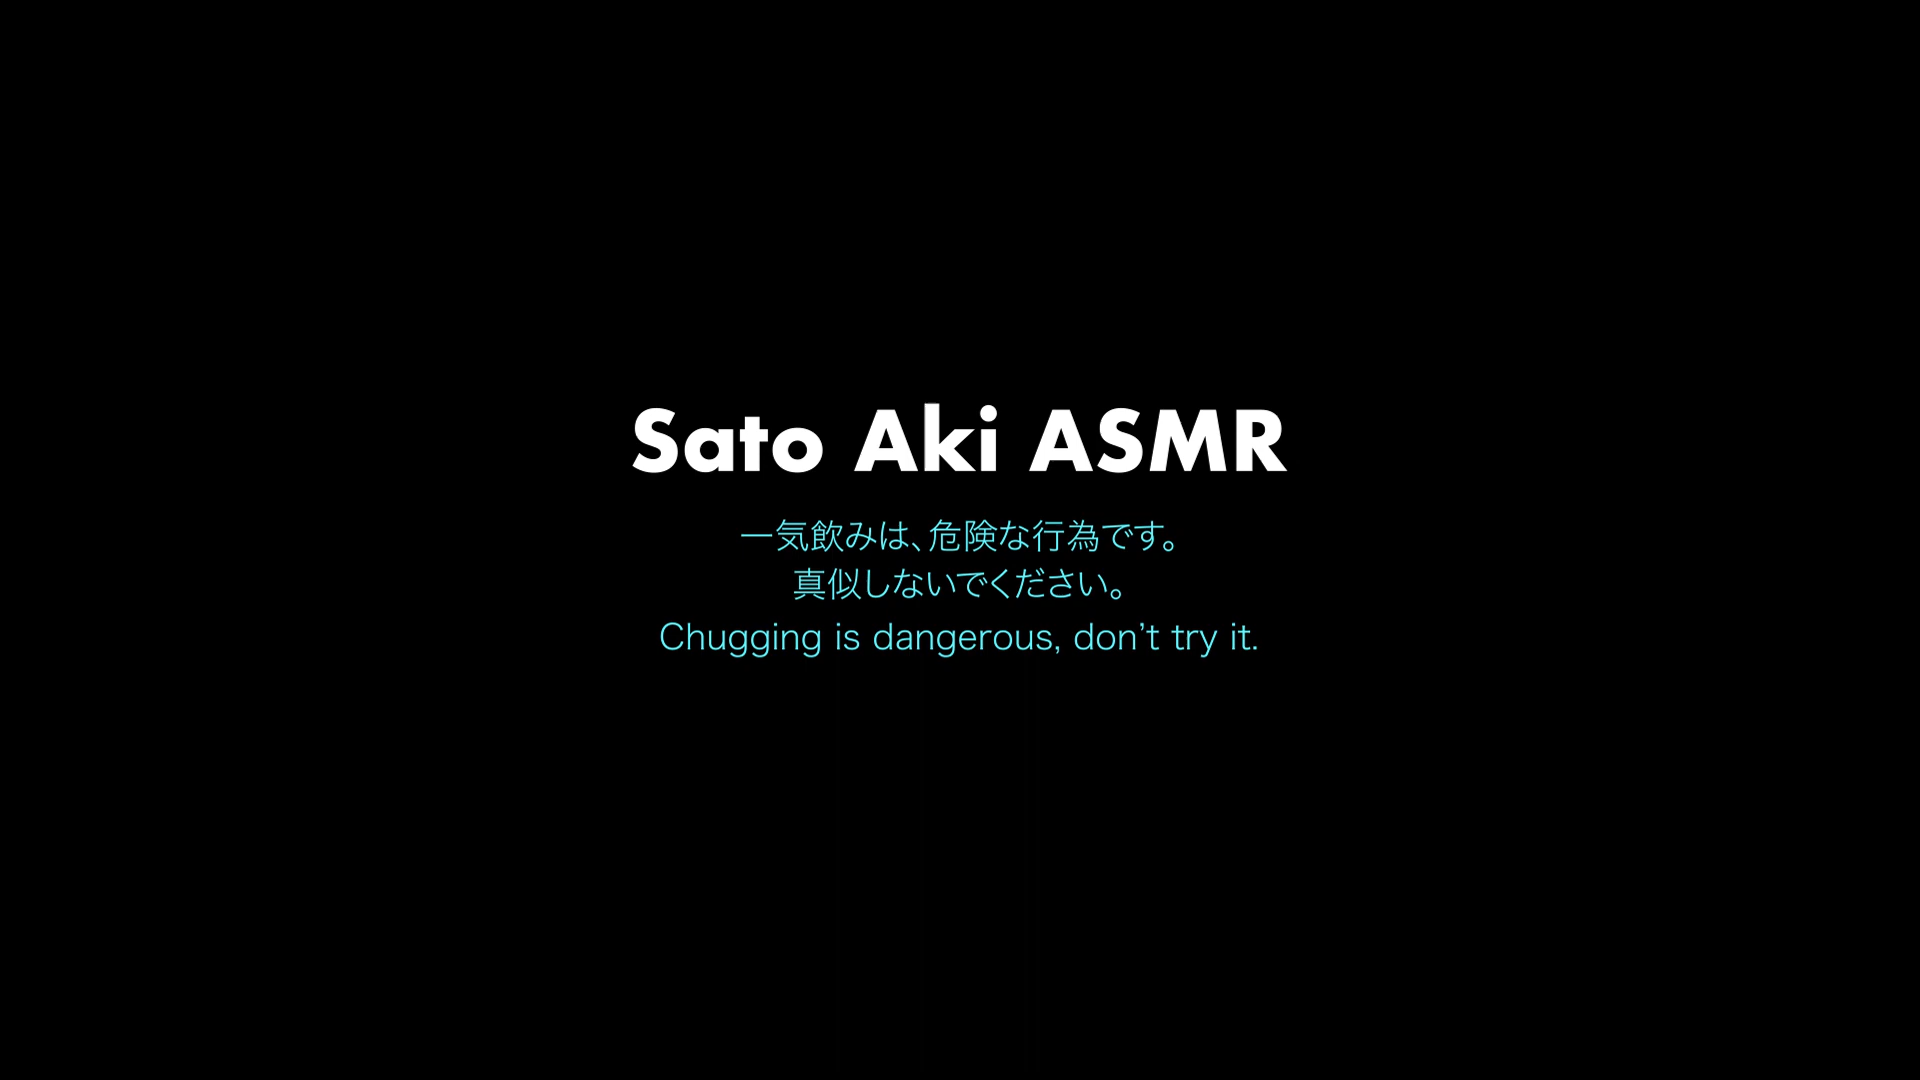 Sato Aki ASMR
一気飲みは、危険な行為です。
真似しないでください。
Chugging is dangerous, don’t try it.